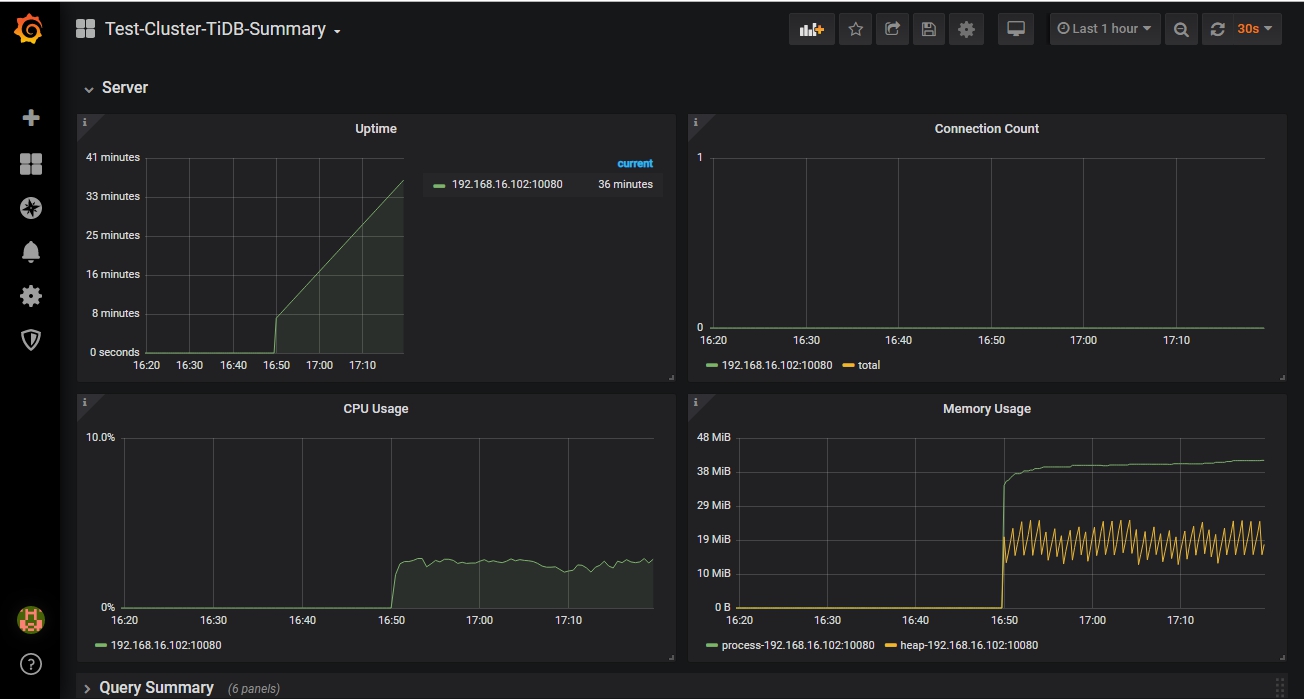 Test-Cluster-TiDB-Summary
Last 1 hour
30s
Server
i
Uptime
41 minutes
33 minutes
25 minutes
16 minutes
8 minutes
0 seconds
16:20 16:30 16:40 16:50 17:00 17:10
current
192.168.16.102:10080 36 minutes
i
Connection Count
1
0
16:20 16:30 16:40 16:50 17:00 17:10
192.168.16.102:10080 total
i
CPU Usage
10.0%
0%
16:20 16:30 16:40 16:50 17:00 17:10
192.168.16.102:10080
i
Memory Usage
48 MiB
38 MiB
29 MiB
19 MiB
10 MiB
0 B
16:20 16:30 16:40 16:50 17:00 17:10
process-192.168.16.102:10080 heap-192.168.16.102:10080
?
Query Summary (6 panels)